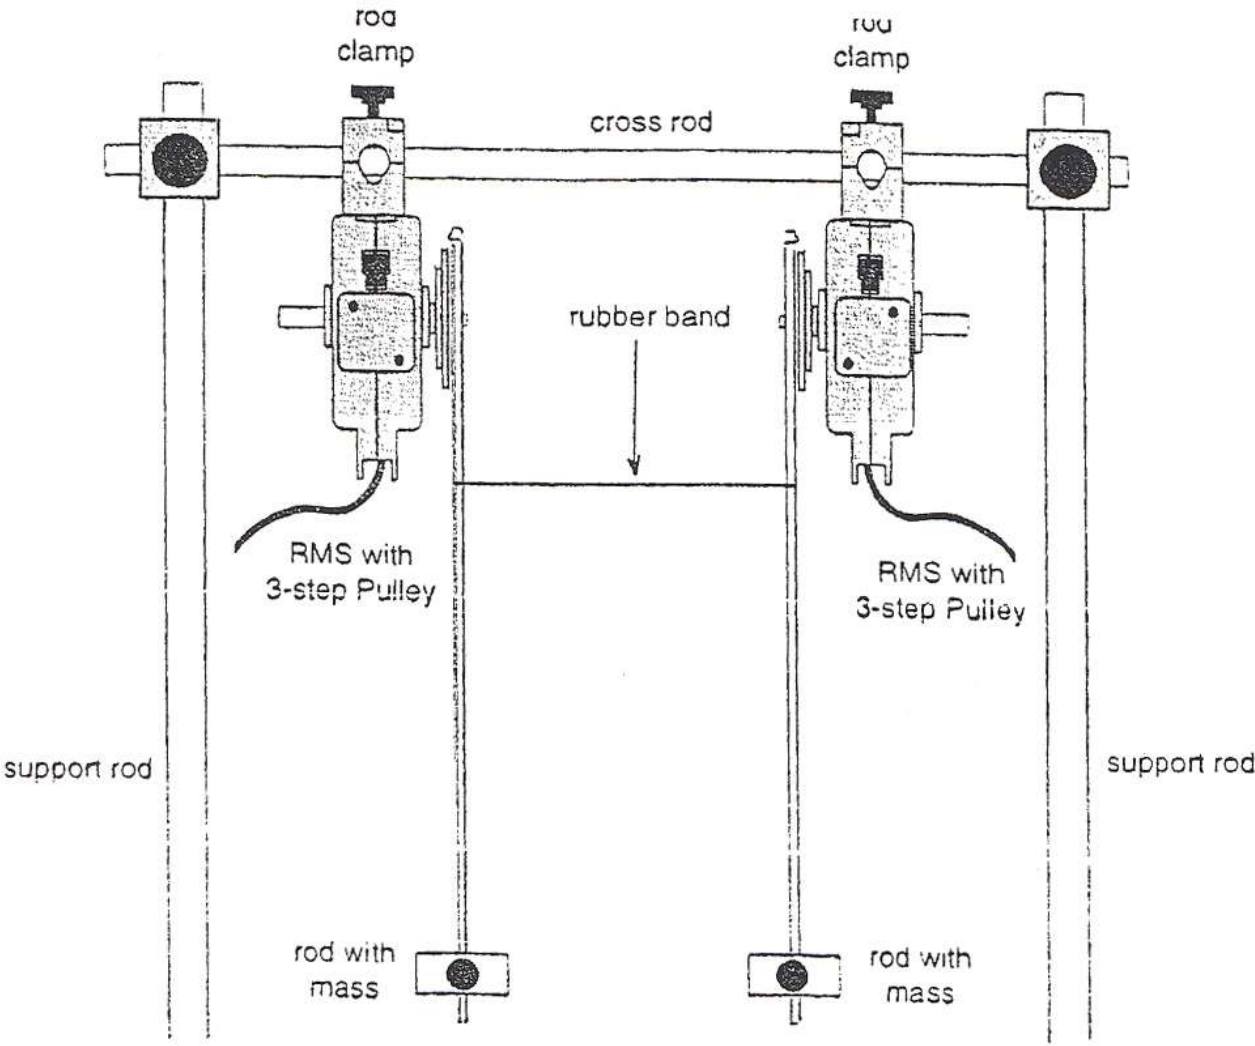 rod
clamp
rod
clamp
cross rod
rubber band
RMS with
3-step Pulley
RMS with
3-step Pulley
support rod
support rod
rod with
mass
rod with
mass